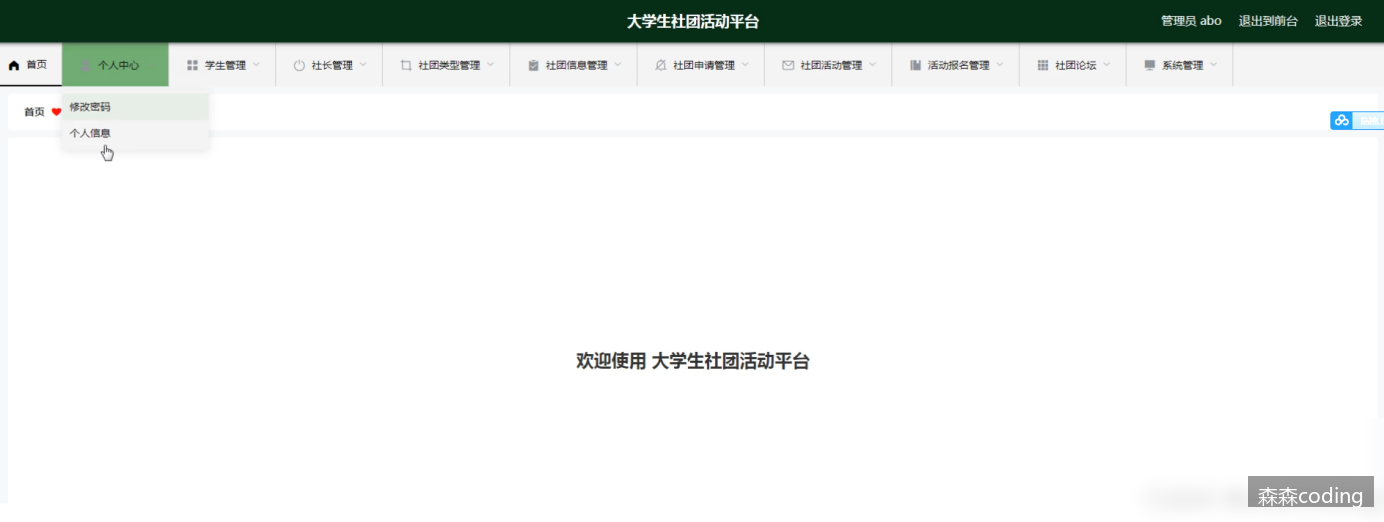 大学生社团活动平台
管理员 abo 退出到前台 退出登录
首页 个人中心 学生管理 社长管理 社团类型管理 社团信息管理 社团申请管理 社团活动管理 活动报名管理 社团论坛 系统管理
首页
修改密码
个人信息
欢迎使用 大学生社团活动平台
森森coding